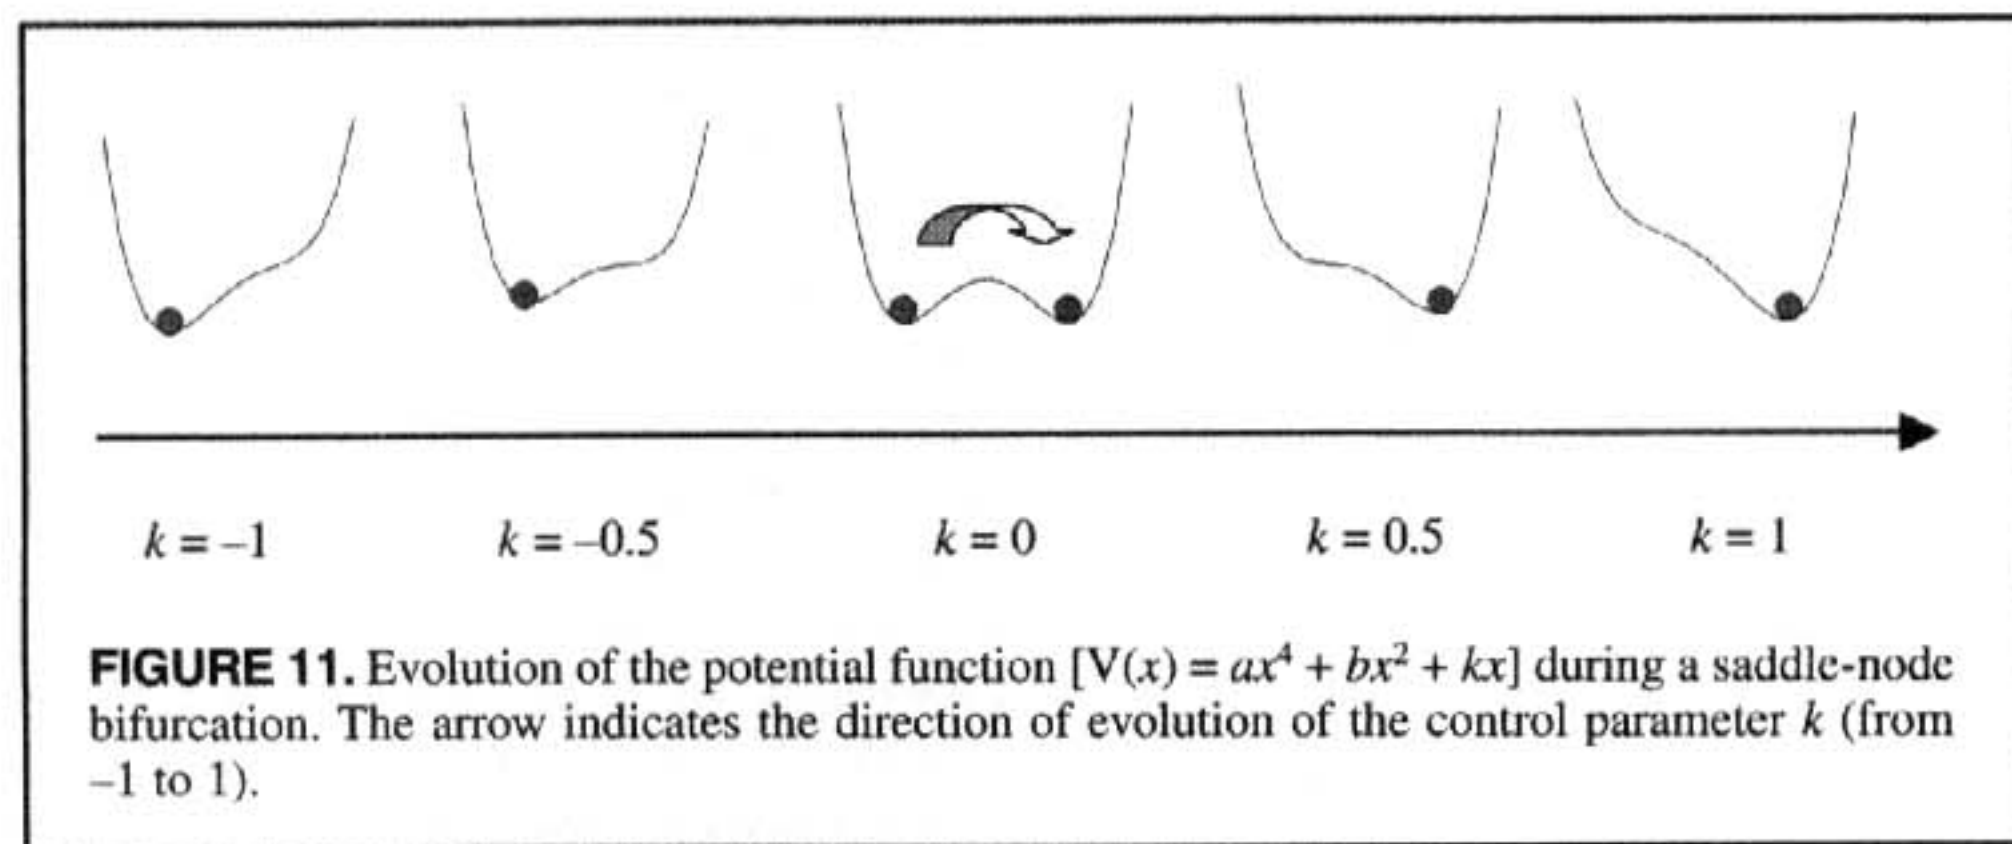 k = –1 k = –0.5 k = 0 k = 0.5 k = 1
FIGURE 11. Evolution of the potential function [V(x) = ax⁴ + bx² + kx] during a saddle-node
bifurcation. The arrow indicates the direction of evolution of the control parameter k (from
–1 to 1).